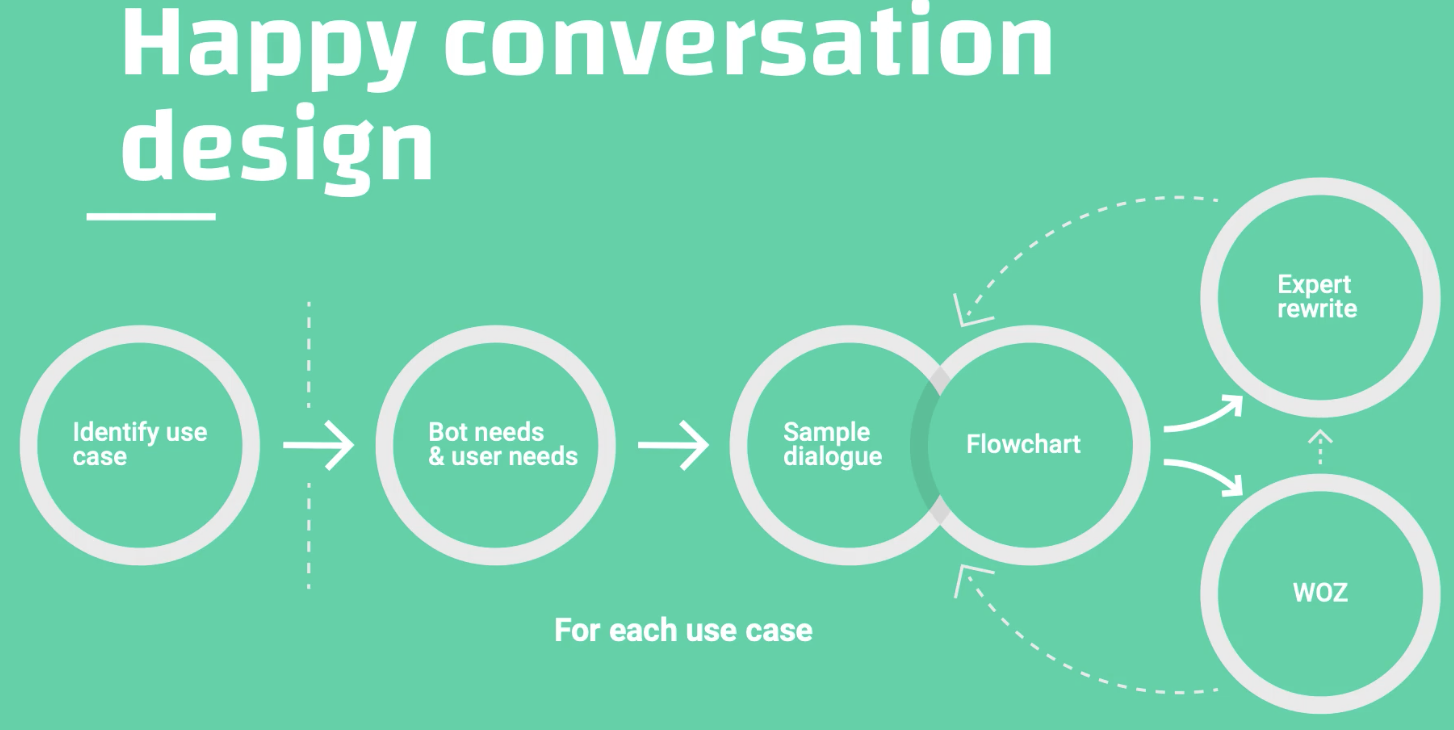 Happy conversation
design
Identify use
case
Bot needs
& user needs
Sample
dialogue
Flowchart
Expert
rewrite
WOZ
For each use case